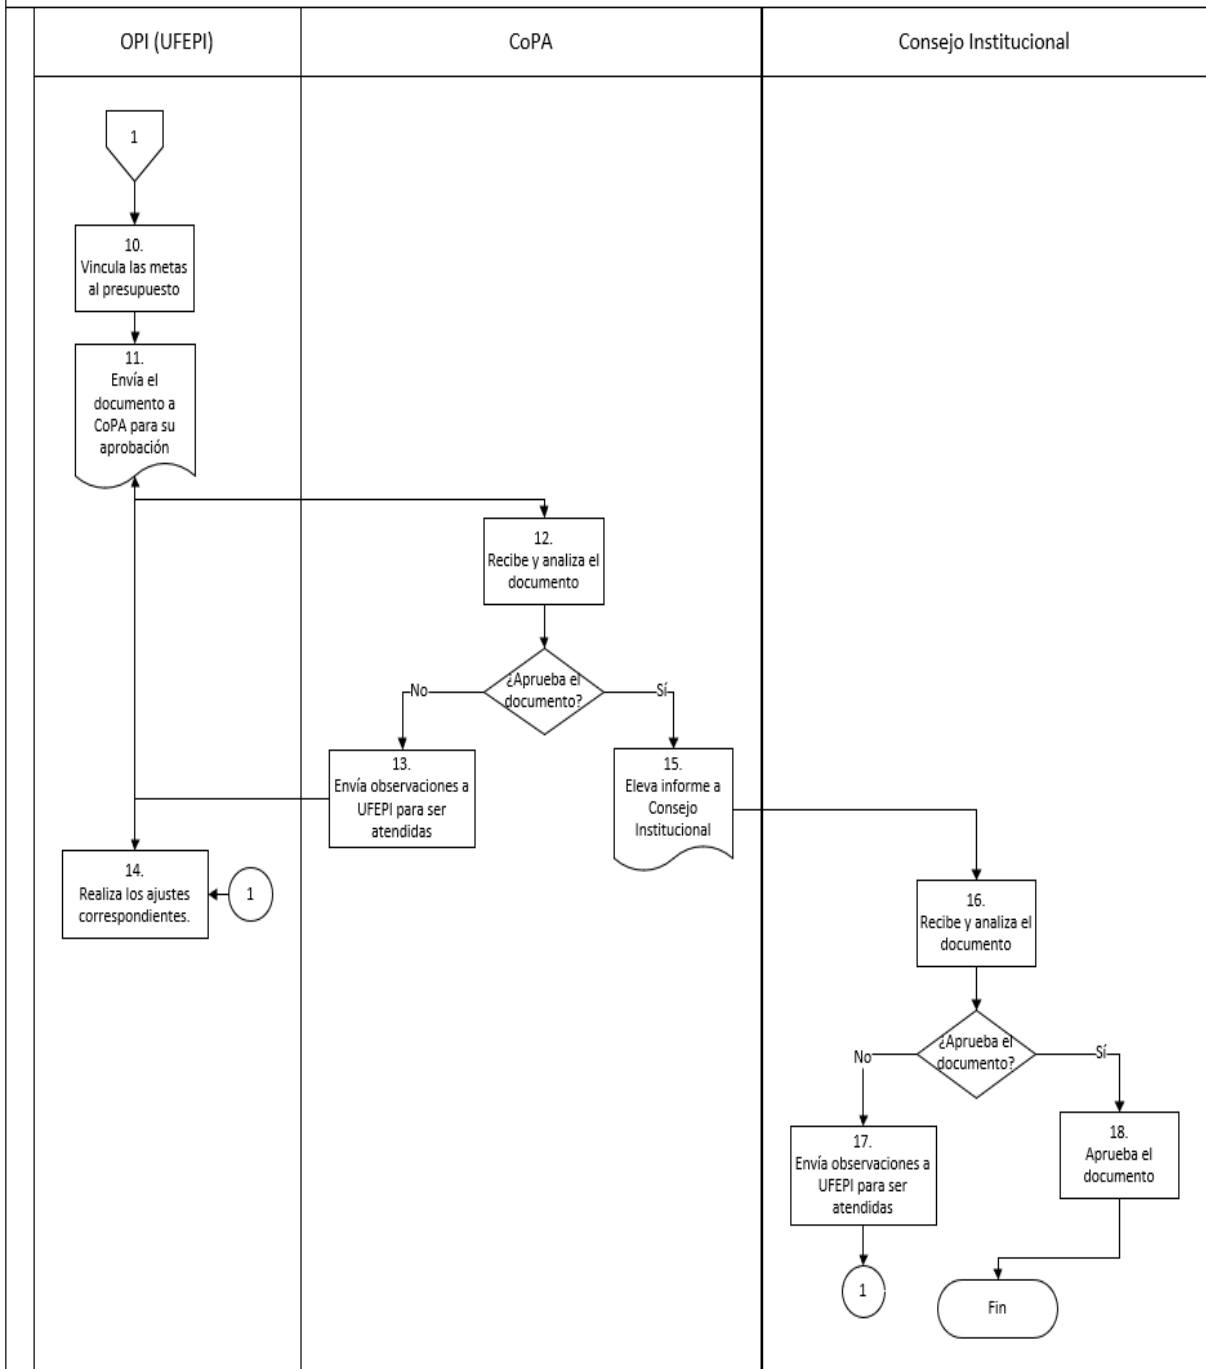 OPI (UFEPI)
CoPA
Consejo Institucional
1
10.
Vincula las metas
al presupuesto
11.
Envía el
documento a
CoPA para su
aprobación
12.
Recibe y analiza el
documento
¿Aprueba el
documento?
No
Sí
13.
Envía observaciones a
UFEPI para ser
atendidas
15.
Eleva informe a
Consejo
Institucional
14.
Realiza los ajustes
correspondientes.
1
16.
Recibe y analiza el
documento
¿Aprueba el
documento?
No
Sí
17.
Envía observaciones a
UFEPI para ser
atendidas
18.
Aprueba el
documento
1
Fin